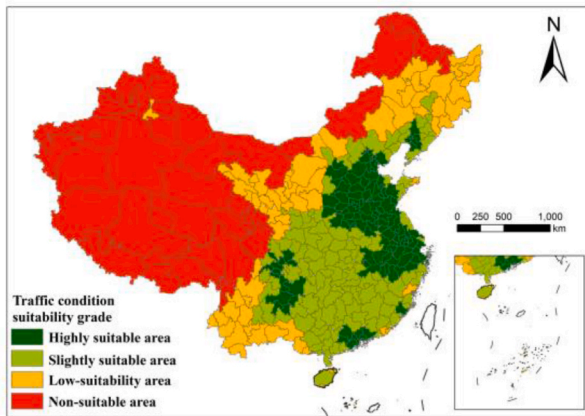 N
0 250 500 1,000
km
Traffic condition
suitability grade
Highly suitable area
Slightly suitable area
Low-suitability area
Non-suitable area